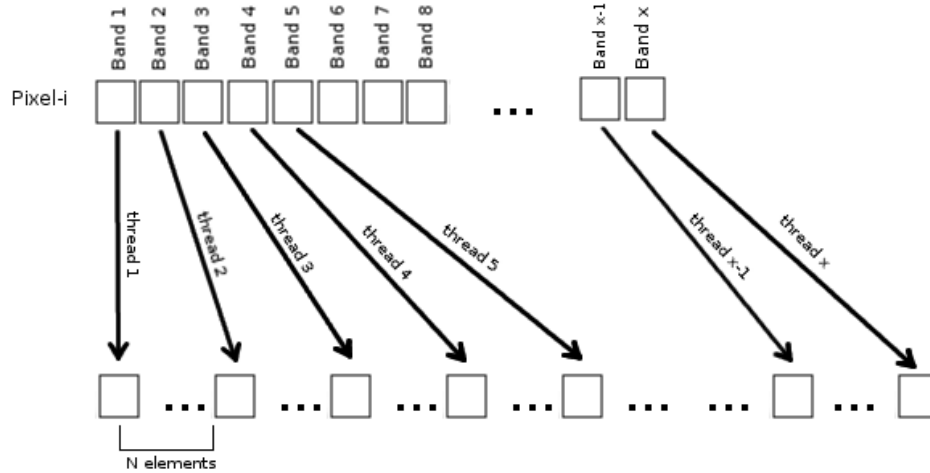 Band 1
Band 2
Band 3
Band 4
Band 5
Band 6
Band 7
Band 8
Band x-1
Band x
Pixel-i
...
thread 1
thread 2
thread 3
thread 4
thread 5
thread x-1
thread x
... ... ... ... ... ... ...
N elements